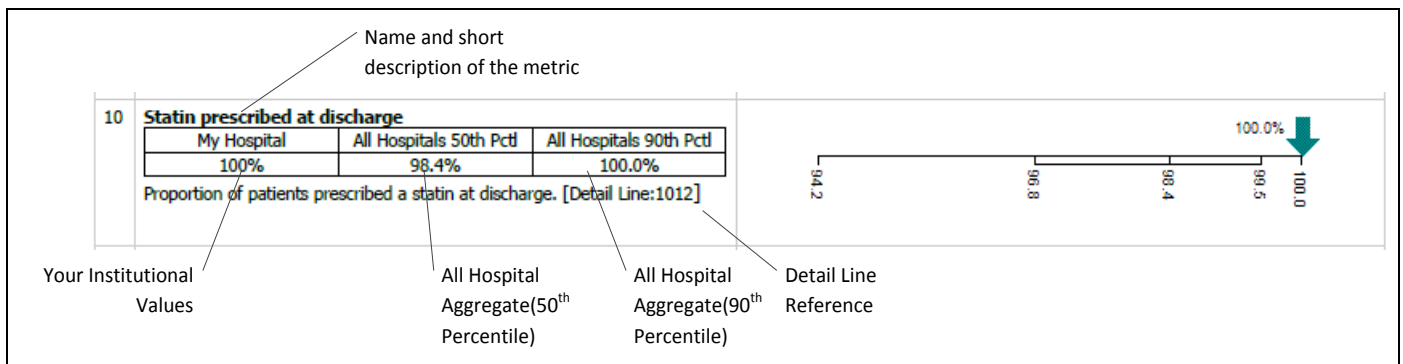 Name and short
description of the metric
10 Statin prescribed at discharge
My Hospital All Hospitals 50th Pctl All Hospitals 90th Pctl
100% 98.4% 100.0%
Proportion of patients prescribed a statin at discharge. [Detail Line:1012]
100.0%
94.2 96.8 98.4 99.5 100.0
Your Institutional
Values
All Hospital
Aggregate(50th
Percentile)
All Hospital
Aggregate(90th
Percentile)
Detail Line
Reference